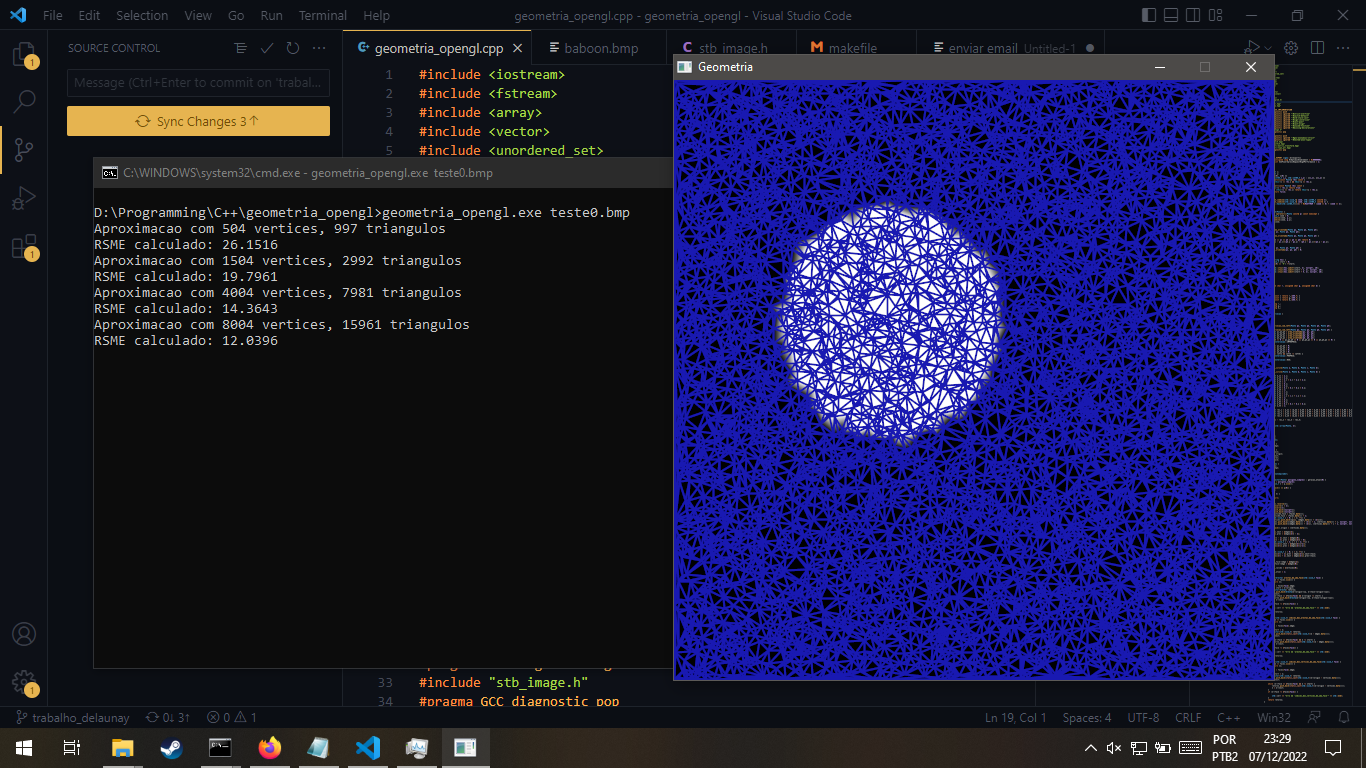 File Edit Selection View Go Run Terminal Help
geometria_opengl.cpp - geometria_opengl - Visual Studio Code
SOURCE CONTROL
Message (Ctrl+Enter to commit on 'trabal...
Sync Changes 3↑
1
1
1
geometria_opengl.cpp
baboon.bmp
stb_image.h
makefile
enviar email Untitled-1
1 #include <iostream>
2 #include <fstream>
3 #include <array>
4 #include <vector>
5 #include <unordered_set>
C:\WINDOWS\system32\cmd.exe - geometria_opengl.exe teste0.bmp
D:\Programming\C++\geometria_opengl>geometria_opengl.exe teste0.bmp
Aproximacao com 504 vertices, 997 triangulos
RSME calculado: 26.1516
Aproximacao com 1504 vertices, 2992 triangulos
RSME calculado: 19.7961
Aproximacao com 4004 vertices, 7981 triangulos
RSME calculado: 14.3643
Aproximacao com 8004 vertices, 15961 triangulos
RSME calculado: 12.0396
Geometria
33 #include "stb_image.h"
34 #pragma GCC diagnostic pop
trabalho_delaunay 0↓ 3↑ 0 1
Ln 19, Col 1 Spaces: 4 UTF-8 CRLF C++ Win32
POR
PTB2
23:29
07/12/2022